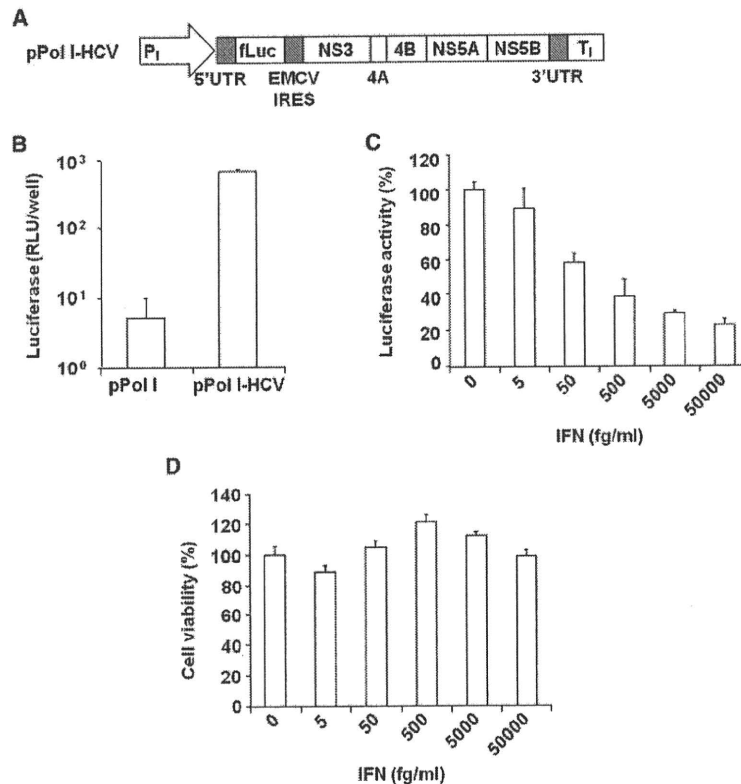 A
pPol I-HCV
PI
fLuc
NS3
4B
NS5A
NS5B
TI
5'UTR
EMCV
IRES
4A
3'UTR
B
Luciferase (RLU/well)
10³
10²
10¹
10⁰
pPol I
pPol I-HCV
C
Luciferase activity (%)
120
100
80
60
40
20
0
0
5
50
500
5000
50000
IFN (fg/ml)
D
Cell viability (%)
140
120
100
80
60
40
20
0
0
5
50
500
5000
50000
IFN (fg/ml)